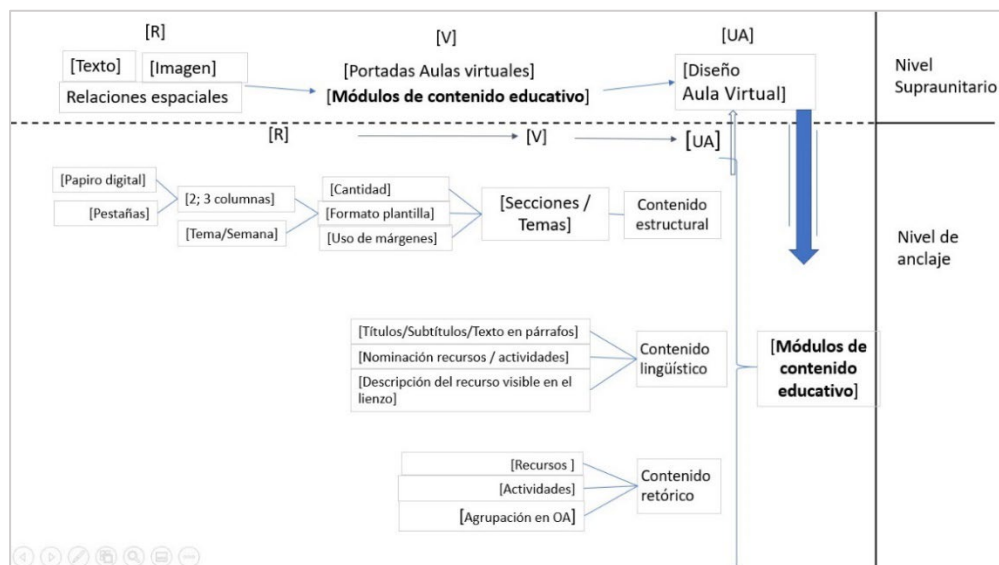 [R]
[V]
[UA]
[Texto]
[Imagen]
Relaciones espaciales
[Portadas Aulas virtuales]
[Módulos de contenido educativo]
[Diseño
Aula Virtual]
Nivel
Supraunitario
[R]
[V]
[UA]
[Papiro digital]
[Pestañas]
[2; 3 columnas]
[Tema/Semana]
[Cantidad]
[Formato plantilla]
[Uso de márgenes]
[Secciones /
Temas]
Contenido
estructural
Nivel de
anclaje
[Títulos/Subtítulos/Texto en párrafos]
[Nominación recursos / actividades]
[Descripción del recurso visible en el
lienzo]
Contenido
lingüístico
[Módulos de
contenido
educativo]
[Recursos ]
[Actividades]
[Agrupación en OA]
Contenido
retórico